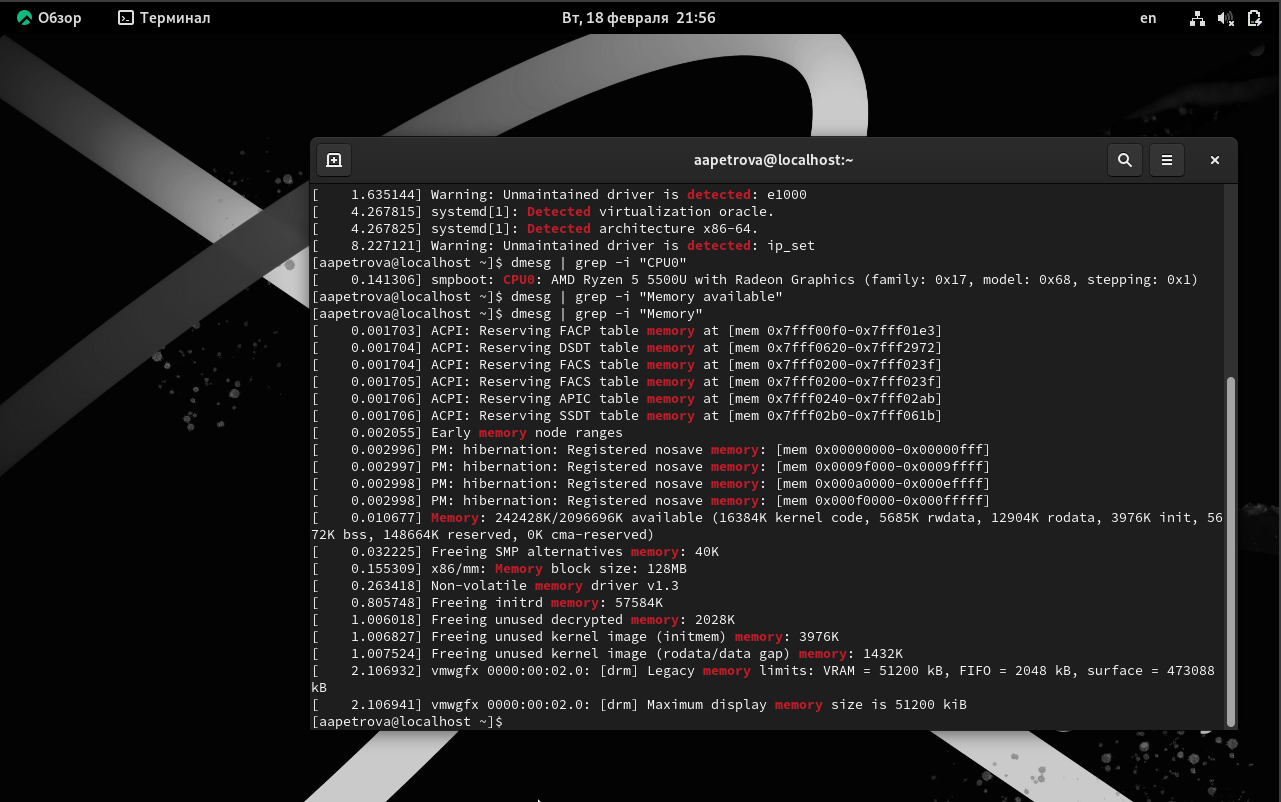 Обзор
Терминал
Вт, 18 февраля 21:56
en
aapetrova@localhost:~
[    1.635144] Warning: Unmaintained driver is detected: e1000
[    4.267815] systemd[1]: Detected virtualization oracle.
[    4.267825] systemd[1]: Detected architecture x86-64.
[    8.227121] Warning: Unmaintained driver is detected: ip_set
[aapetrova@localhost ~]$ dmesg | grep -i "CPU0"
[    0.141306] smpboot: CPU0: AMD Ryzen 5 5500U with Radeon Graphics (family: 0x17, model: 0x68, stepping: 0x1)
[aapetrova@localhost ~]$ dmesg | grep -i "Memory available"
[aapetrova@localhost ~]$ dmesg | grep -i "Memory"
[    0.001703] ACPI: Reserving FACP table memory at [mem 0x7fff00f0-0x7fff01e3]
[    0.001704] ACPI: Reserving DSDT table memory at [mem 0x7fff0620-0x7fff2972]
[    0.001704] ACPI: Reserving FACS table memory at [mem 0x7fff0200-0x7fff023f]
[    0.001705] ACPI: Reserving FACS table memory at [mem 0x7fff0200-0x7fff023f]
[    0.001706] ACPI: Reserving APIC table memory at [mem 0x7fff0240-0x7fff02ab]
[    0.001706] ACPI: Reserving SSDT table memory at [mem 0x7fff02b0-0x7fff061b]
[    0.002055] Early memory node ranges
[    0.002996] PM: hibernation: Registered nosave memory: [mem 0x00000000-0x00000fff]
[    0.002997] PM: hibernation: Registered nosave memory: [mem 0x0009f000-0x0009ffff]
[    0.002998] PM: hibernation: Registered nosave memory: [mem 0x000a0000-0x000effff]
[    0.002998] PM: hibernation: Registered nosave memory: [mem 0x000f0000-0x000fffff]
[    0.010677] Memory: 242428K/2096696K available (16384K kernel code, 5685K rwdata, 12904K rodata, 3976K init, 56
72K bss, 148664K reserved, 0K cma-reserved)
[    0.032225] Freeing SMP alternatives memory: 40K
[    0.155309] x86/mm: Memory block size: 128MB
[    0.263418] Non-volatile memory driver v1.3
[    0.805748] Freeing initrd memory: 57584K
[    1.006018] Freeing unused decrypted memory: 2028K
[    1.006827] Freeing unused kernel image (initmem) memory: 3976K
[    1.007524] Freeing unused kernel image (rodata/data gap) memory: 1432K
[    2.106932] vmwgfx 0000:00:02.0: [drm] Legacy memory limits: VRAM = 51200 kB, FIFO = 2048 kB, surface = 473088
kB
[    2.106941] vmwgfx 0000:00:02.0: [drm] Maximum display memory size is 51200 kiB
[aapetrova@localhost ~]$